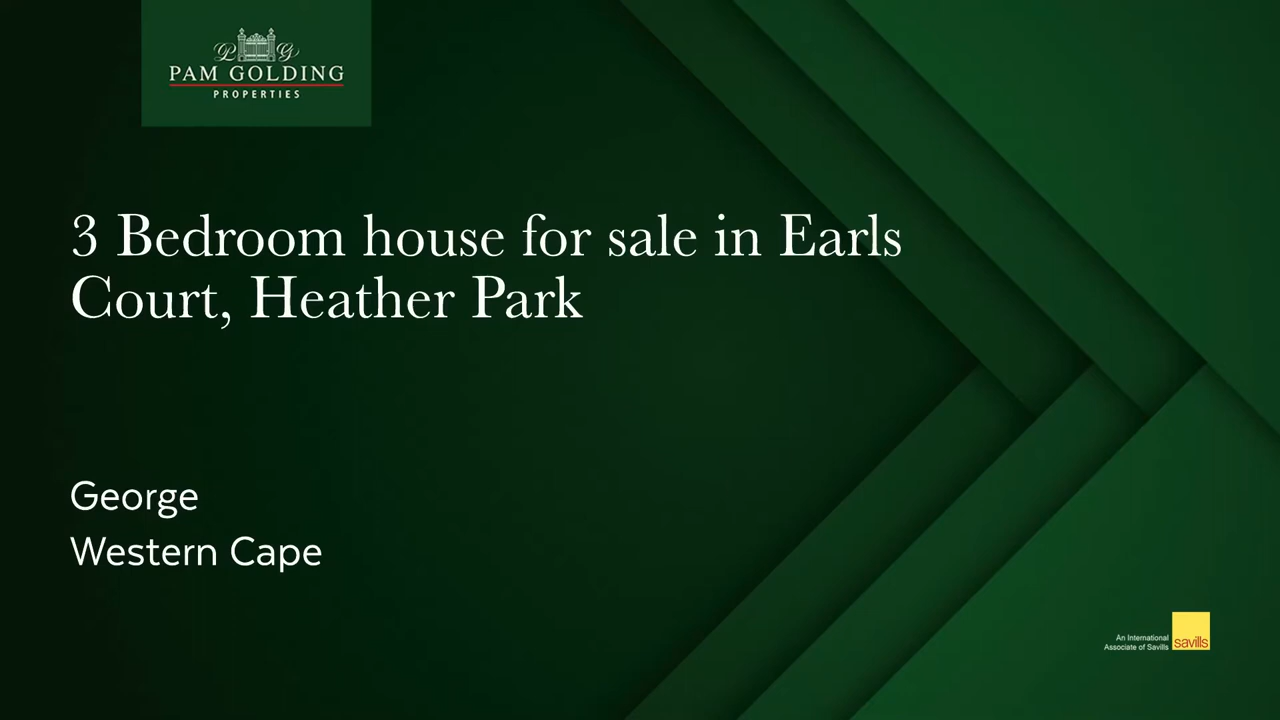 PG
PAM GOLDING
PROPERTIES
3 Bedroom house for sale in Earls
Court, Heather Park
George
Western Cape
An International
Associate of Savills
savills